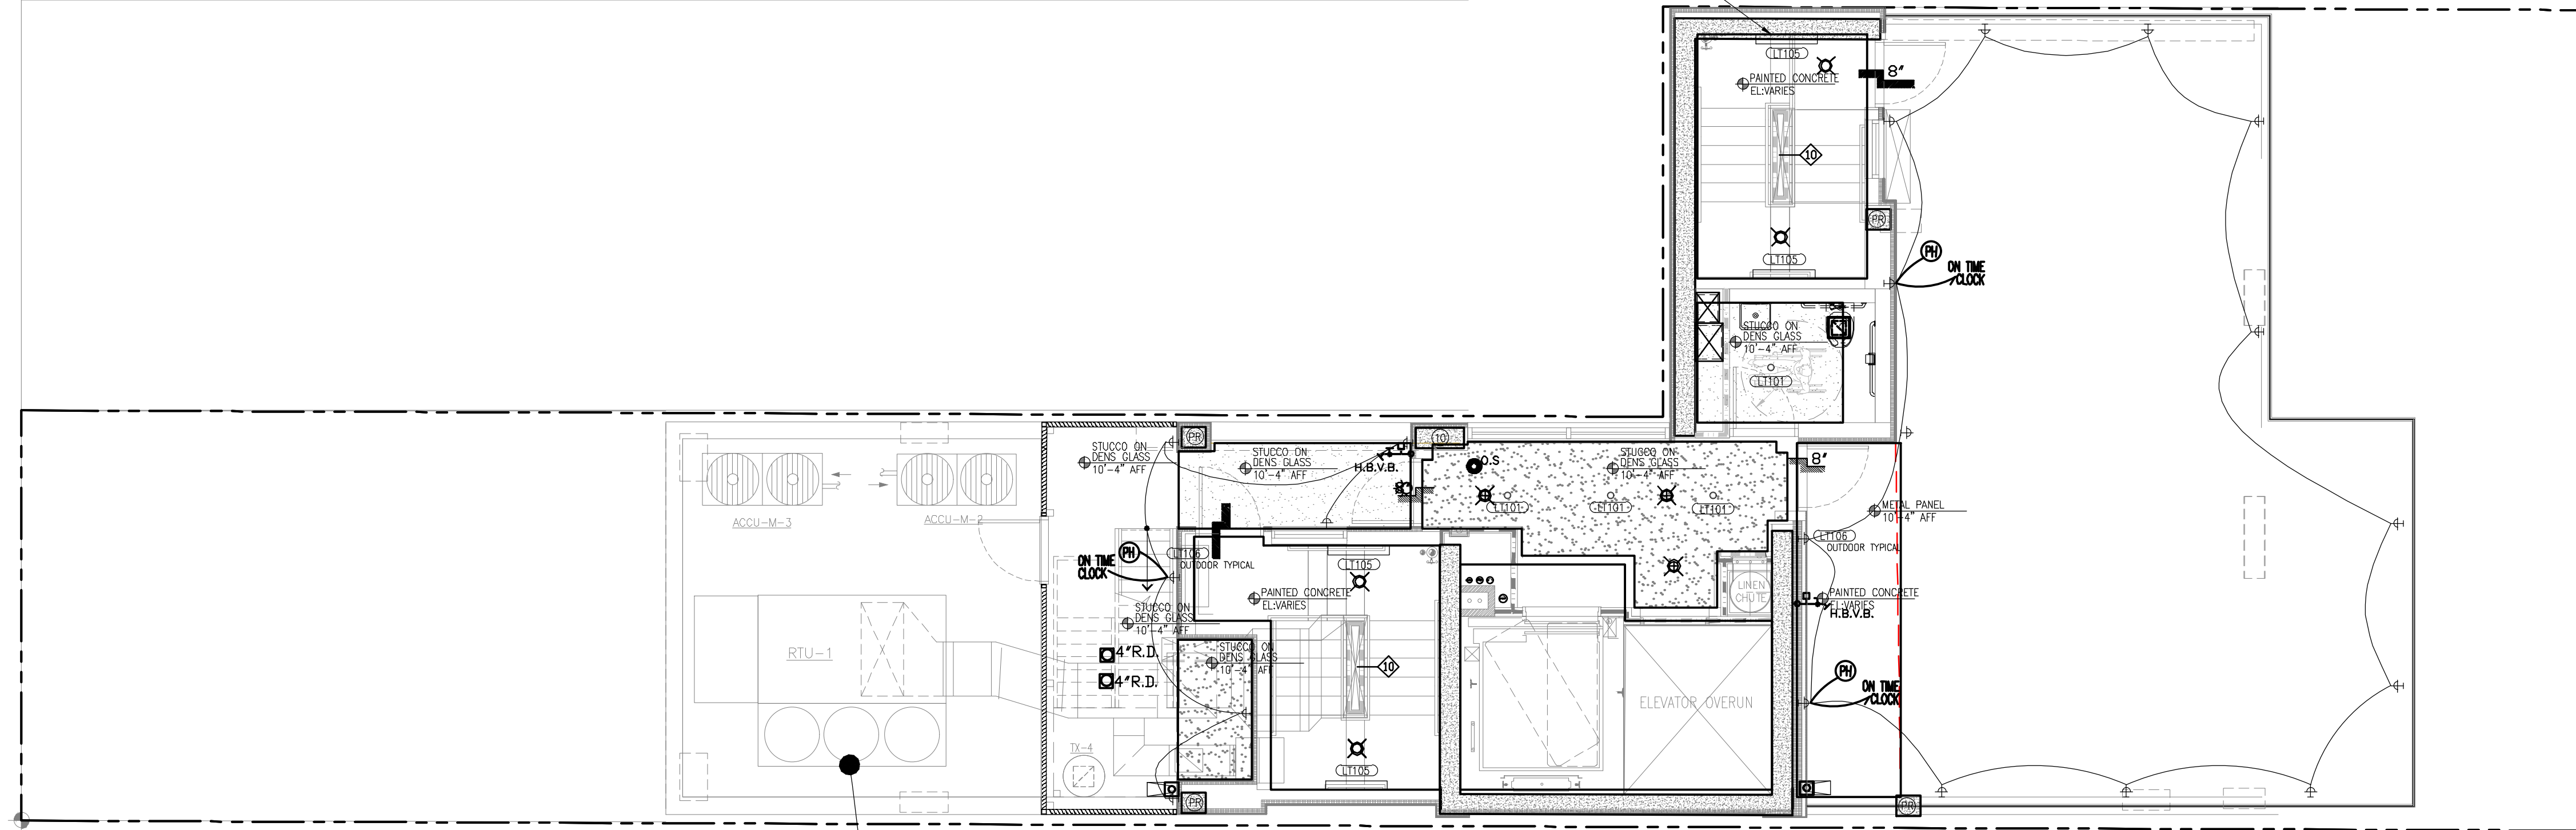 LT105
PAINTED CONCRETE
EL:VARIES
8"
10
PR
LT105
PH
ON TIME
CLOCK
STUCCO ON
DENS GLASS
10'-4" AFF
LT101
PR
STUCCO ON
DENS GLASS
10'-4" AFF
STUCCO ON
DENS GLASS
10'-4" AFF
H.B.V.B.
10
O.S
STUCCO ON
DENS GLASS
10'-4" AFF
8"
8"
LT101
LT101
LT101
METAL PANEL
10'-4" AFF
ACCU-M-3
ACCU-M-2
LT106
OUTDOOR TYPICAL
PH
ON TIME
CLOCK
LT105
LT106
OUTDOOR TYPICAL
PAINTED CONCRETE
EL:VARIES
LINEN
CHUTE
PAINTED CONCRETE
EL:VARIES
H.B.V.B.
STUCCO ON
DENS GLASS
10'-4" AFF
RTU-1
4"R.D.
4"R.D.
STUCCO ON
DENS GLASS
10'-4" AFF
10
PH
ON TIME
CLOCK
ELEVATOR OVERUN
TX-4
LT105
PR
PR